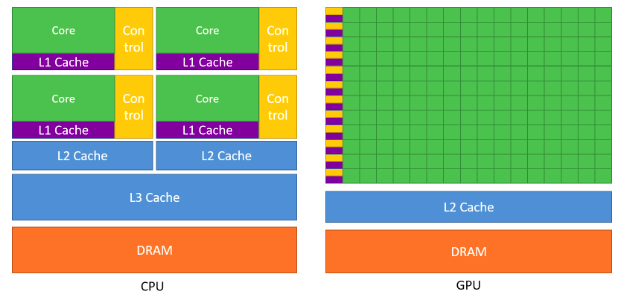 Core
Con
trol
L1 Cache
Core
Con
trol
L1 Cache
Core
Con
trol
L1 Cache
Core
Con
trol
L1 Cache
L2 Cache
L2 Cache
L3 Cache
DRAM
CPU
L2 Cache
DRAM
GPU